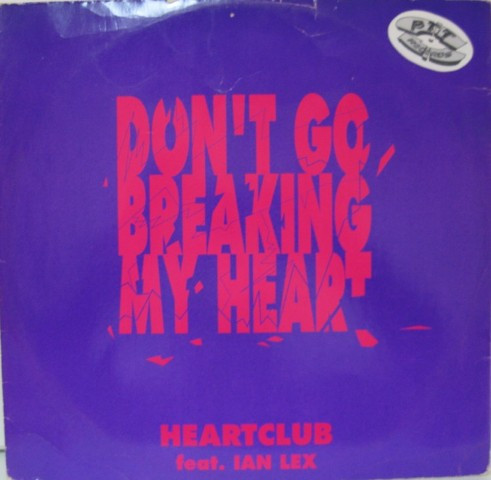 DON'T GO
BREAKING
MY HEART
HEARTCLUB
feat. IAN LEX